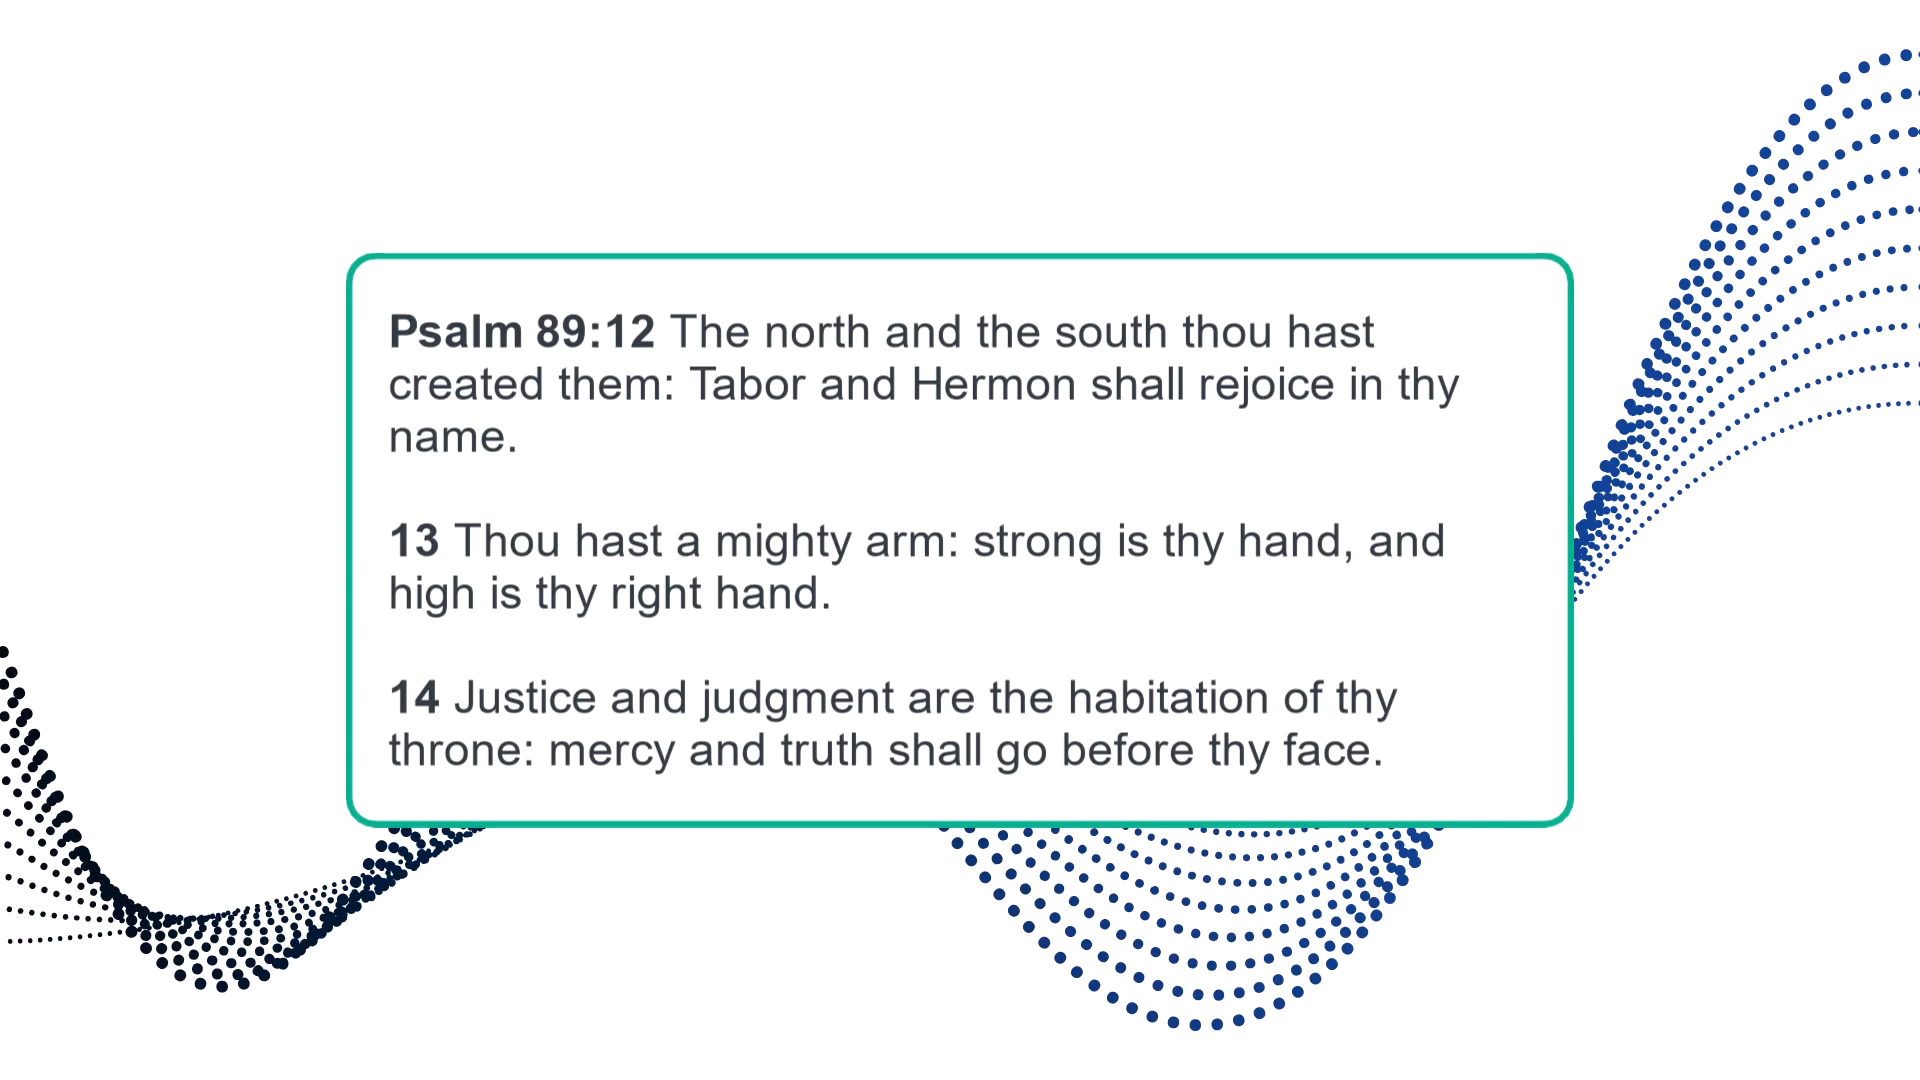 Psalm 89:12 The north and the south thou hast
created them: Tabor and Hermon shall rejoice in thy
name.
13 Thou hast a mighty arm: strong is thy hand, and
high is thy right hand.
14 Justice and judgment are the habitation of thy
throne: mercy and truth shall go before thy face.